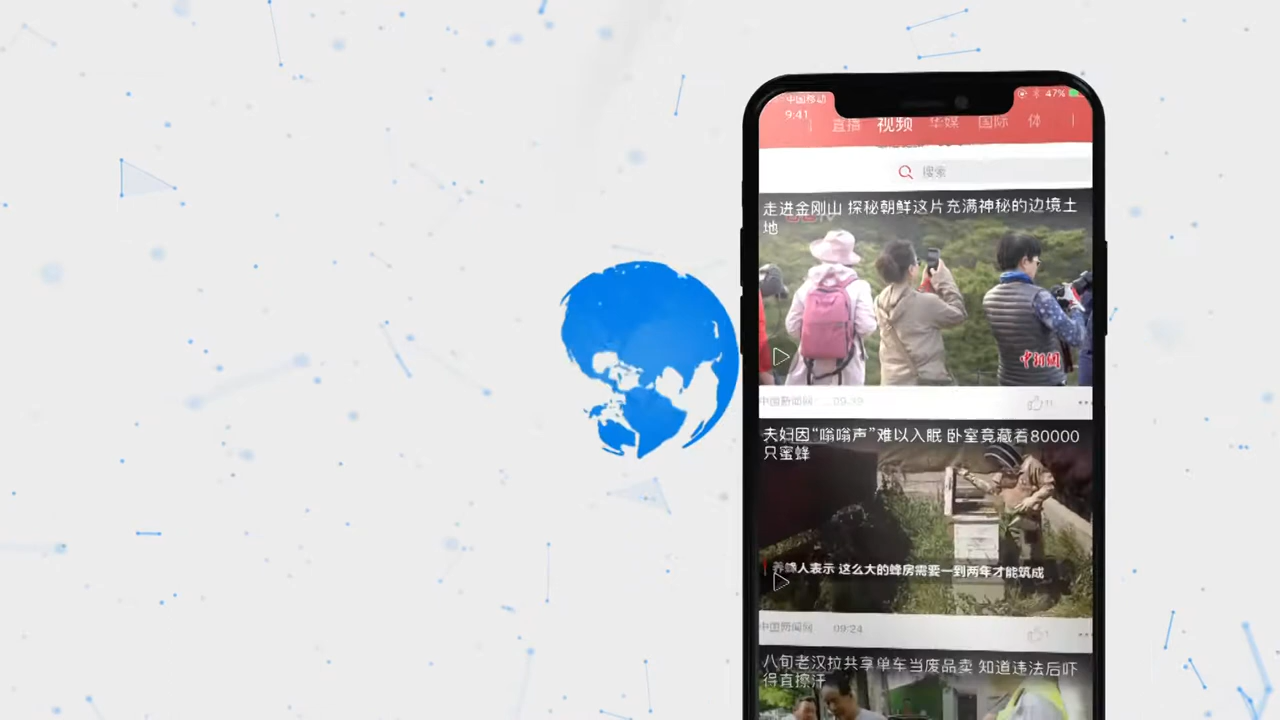 中国移动
47%
9:41
直播 视频 华媒 国际 体
搜索
走进金刚山 探秘朝鲜这片充满神秘的边境土
地
中新网
中国新闻网 09:39 11
夫妇因“嗡嗡声”难以入眠 卧室竟藏着80000
只蜜蜂
养蜂人表示 这么大的蜂房需要一到两年才能筑成
中国新闻网 09:24 1
八旬老汉拉共享单车当废品卖 知道违法后吓
得直擦汗